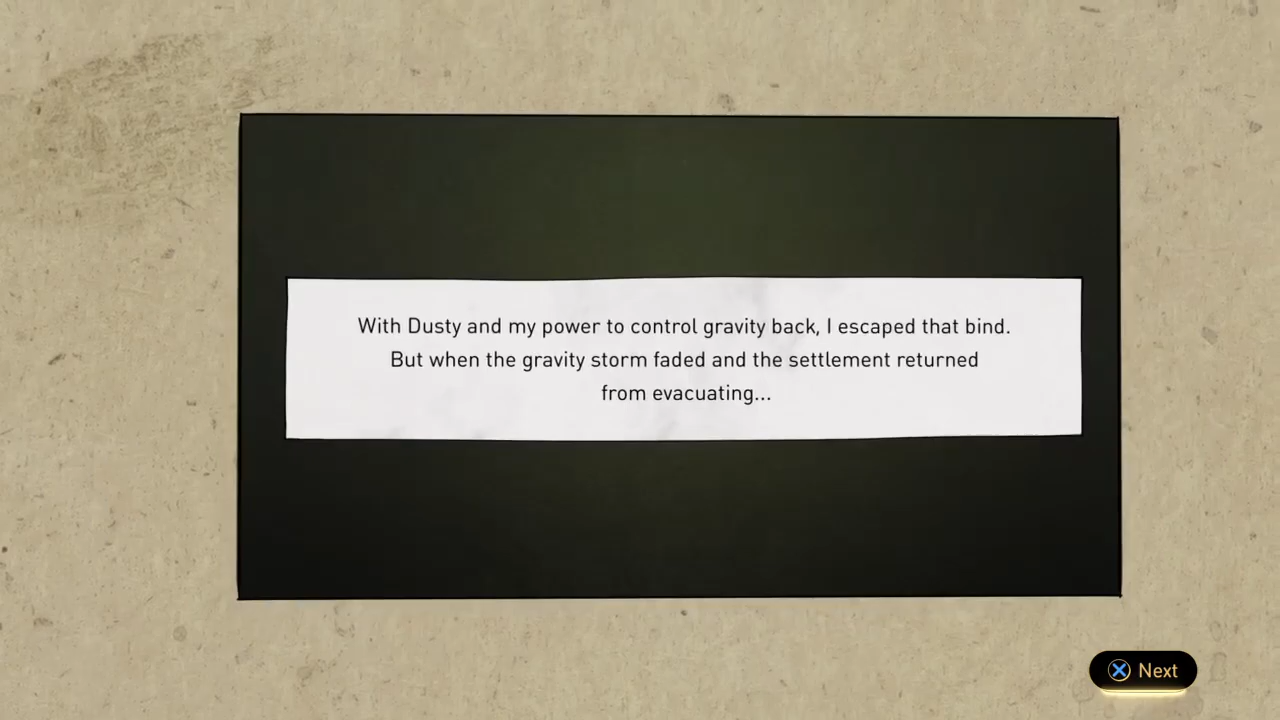 With Dusty and my power to control gravity back, I escaped that bind.
But when the gravity storm faded and the settlement returned
from evacuating...
Next